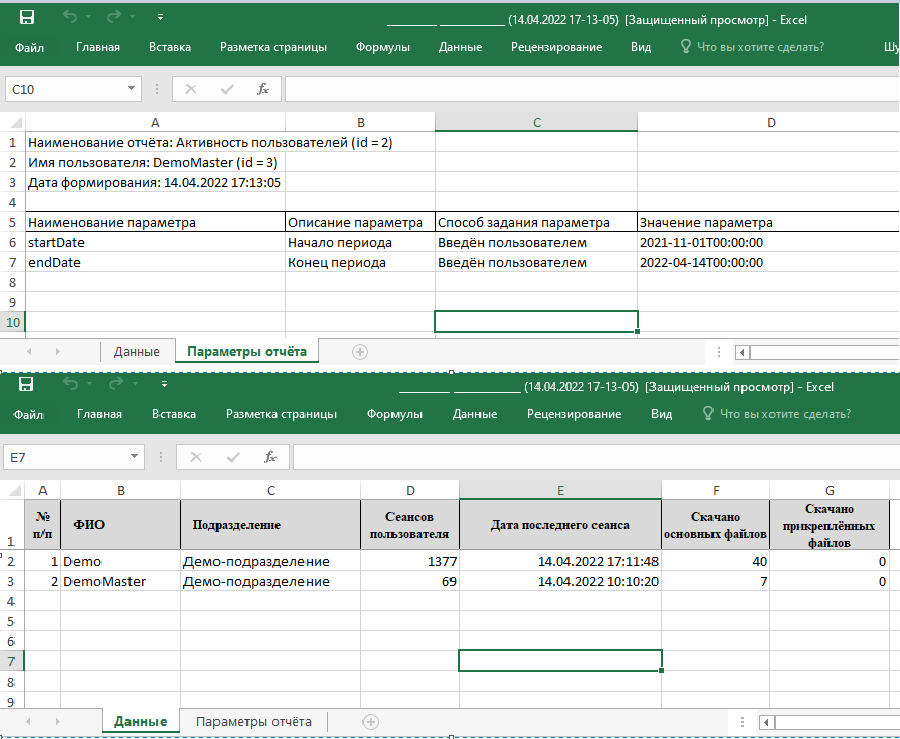 ________ ___________ (14.04.2022 17-13-05) [Защищенный просмотр] - Excel
Файл Главная Вставка Разметка страницы Формулы Данные Рецензирование Вид Что вы хотите сделать? Шу
C10 fx
A B C D
1 Наименование отчёта: Активность пользователей (id = 2)
2 Имя пользователя: DemoMaster (id = 3)
3 Дата формирования: 14.04.2022 17:13:05
4
5 Наименование параметра Описание параметра Способ задания параметра Значение параметра
6 startDate Начало периода Введён пользователем 2021-11-01T00:00:00
7 endDate Конец периода Введён пользователем 2022-04-14T00:00:00
8
9
10
Данные Параметры отчёта
________ ___________ (14.04.2022 17-13-05) [Защищенный просмотр] - Excel
Файл Главная Вставка Разметка страницы Формулы Данные Рецензирование Вид Что вы хотите сделать?
E7 fx
A B C D E F G
1 № п/п ФИО Подразделение Сеансов пользователя Дата последнего сеанса Скачано основных файлов Скачано прикреплённых файлов
2 1 Demo Демо-подразделение 1377 14.04.2022 17:11:48 40 0
3 2 DemoMaster Демо-подразделение 69 14.04.2022 10:10:20 7 0
4
5
6
7
8
9
Данные Параметры отчёта